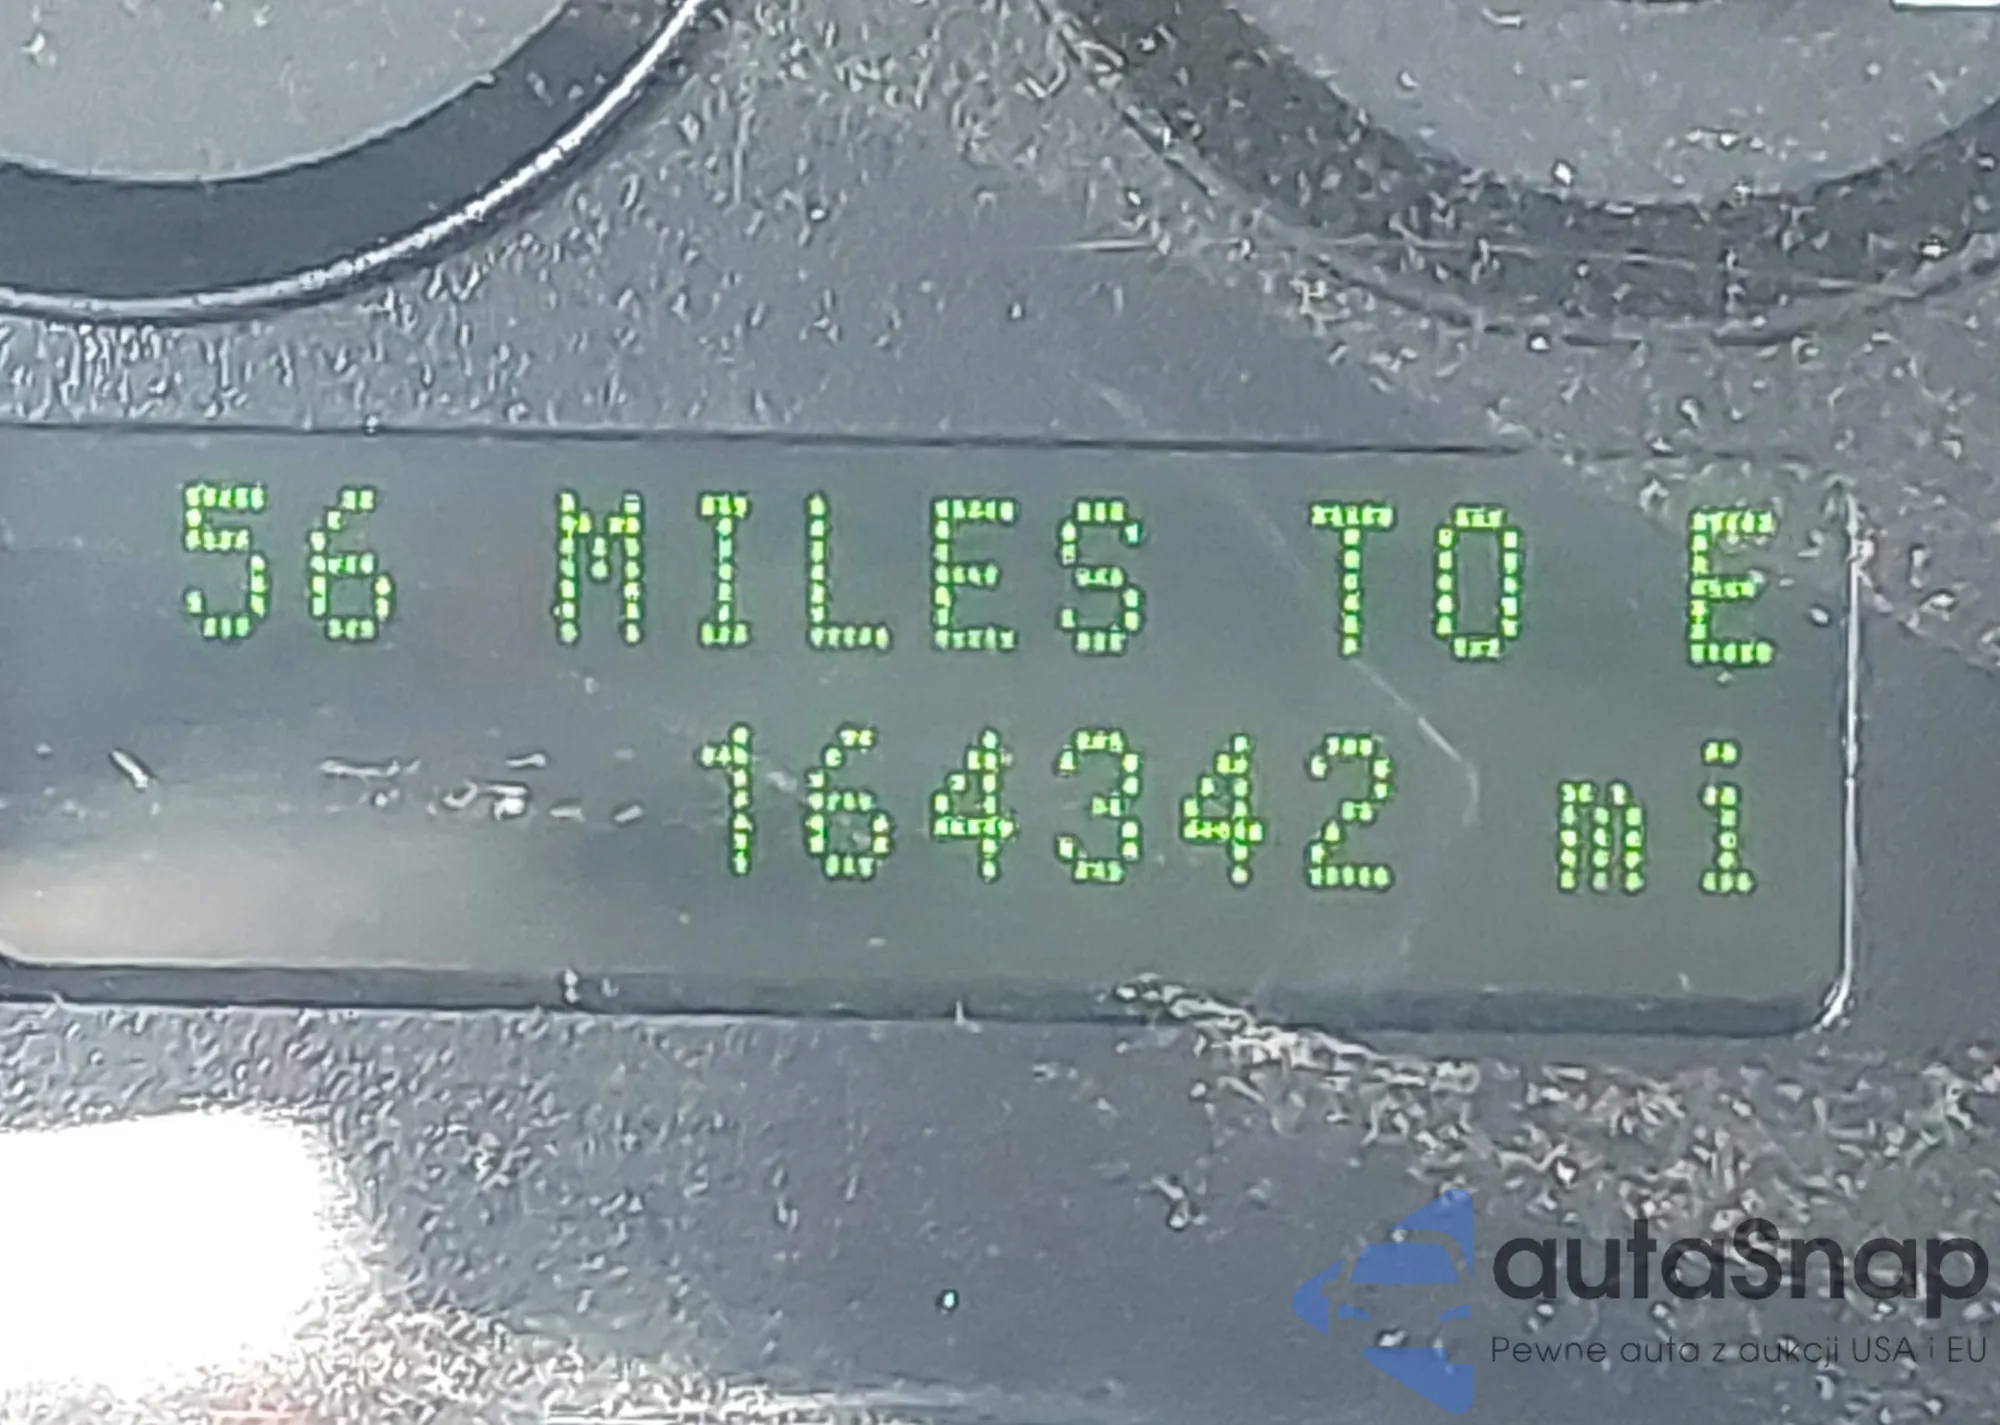 56 MILES TO E
164342 mi
autaSnap
Pewne auta z aukcji USA i EU